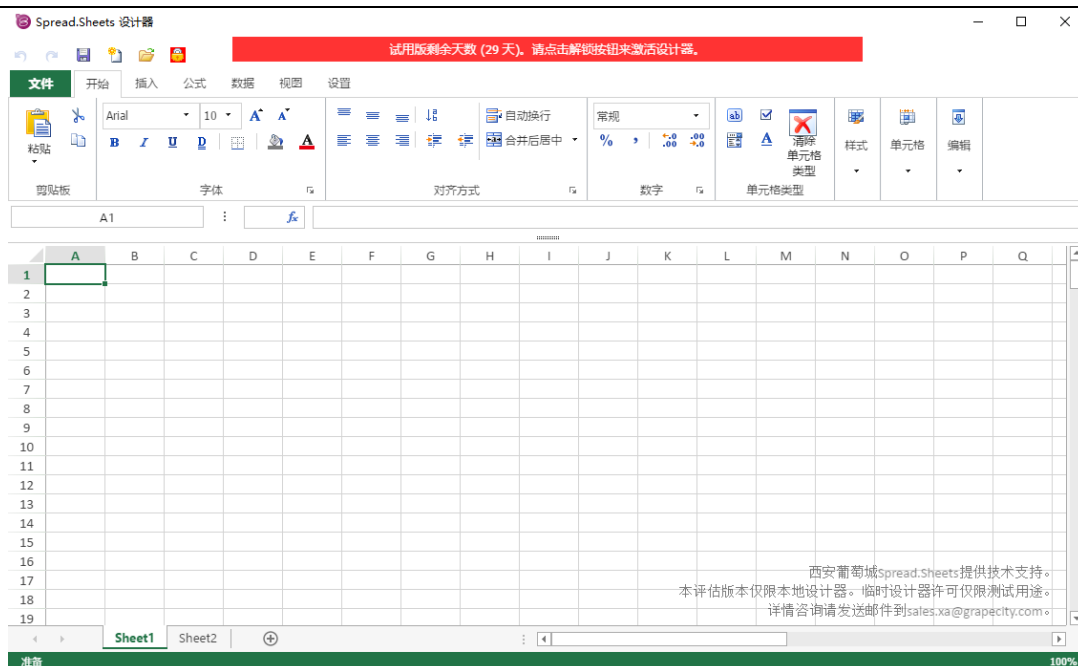 Spread.Sheets 设计器
试用版剩余天数 (29 天)。请点击解锁按钮来激活设计器。
文件 开始 插入 公式 数据 视图 设置
Arial 10 A A 自动换行 常规 ab
粘贴 B I U D A 合并后居中 % , .00 .00 A 清除 样式 单元格 编辑
单元格
类型
剪贴板 字体 对齐方式 数字 单元格类型
A1 fx
A B C D E F G H I J K L M N O P Q
1
2
3
4
5
6
7
8
9
10
11
12
13
14
15
16
17
18
19
西安葡萄城Spread.Sheets提供技术支持。
本评估版本仅限本地设计器。临时设计器许可仅限测试用途。
详情咨询请发送邮件到sales.xa@grapecity.com。
Sheet1 Sheet2
准备 100%